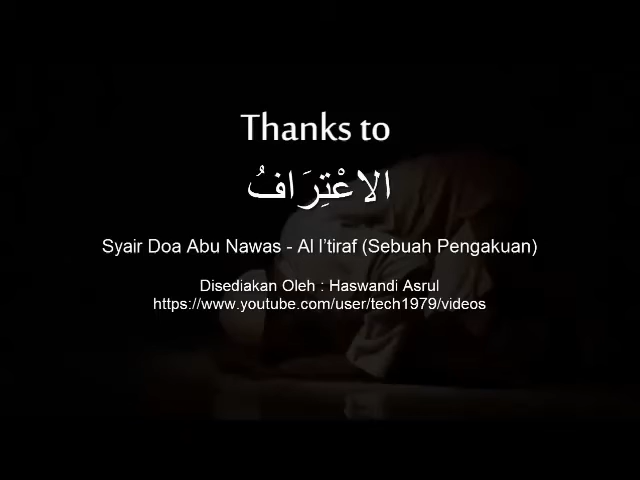 Thanks to
الاعْتِرَافُ
Syair Doa Abu Nawas - Al I'tiraf (Sebuah Pengakuan)
Disediakan Oleh : Haswandi Asrul
https://www.youtube.com/user/tech1979/videos